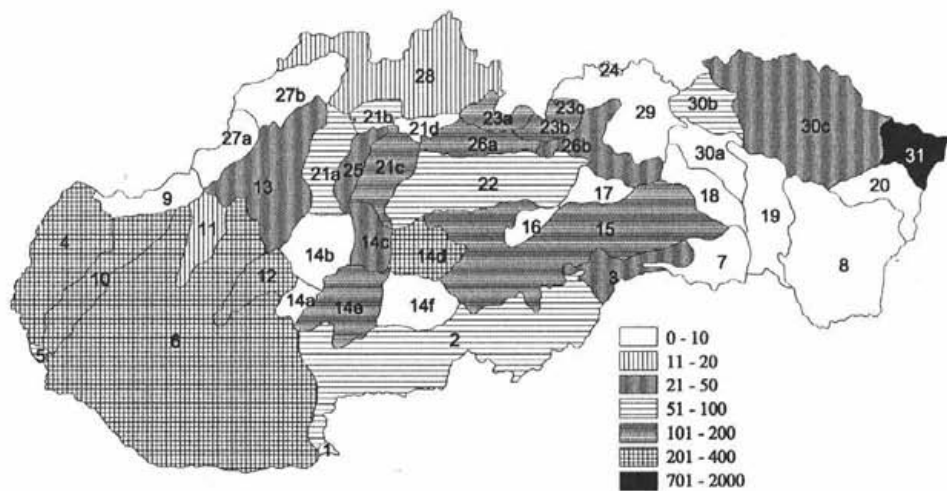 24
28
27b
23c
30b
21b
23a
29
21d
23b
30c
27a
26a
26b
31
30a
21c
13
21a
25
22
17
20
9
18
11
16
19
4
15
14c
14b
14d
7
8
10
12
3
14a
14e
14f
6
2
5
1
0 - 10
11 - 20
21 - 50
51 - 100
101 - 200
201 - 400
701 - 2000